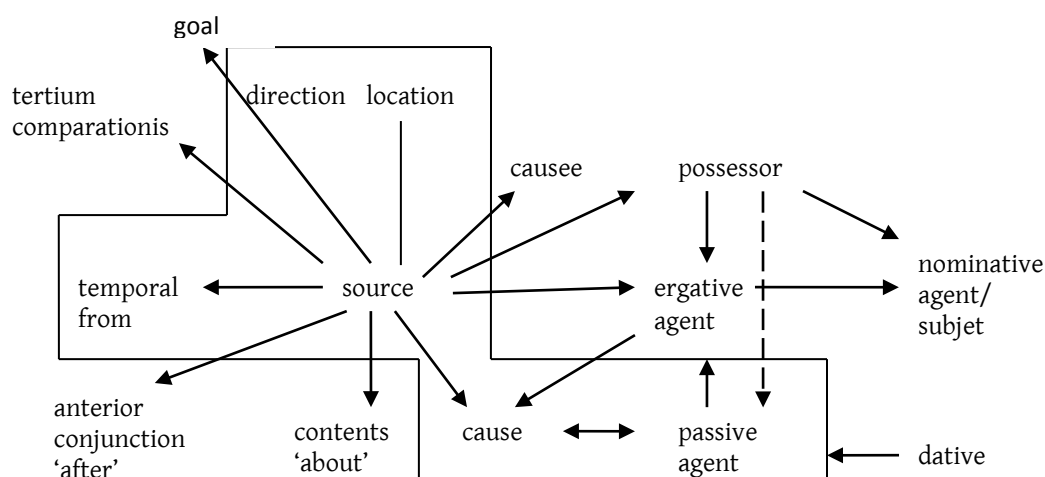 goal
tertium
comparationis
direction
location
causee
possessor
temporal
from
source
ergative
agent
nominative
agent/
subjet
anterior
conjunction
‘after’
contents
‘about’
cause
passive
agent
dative